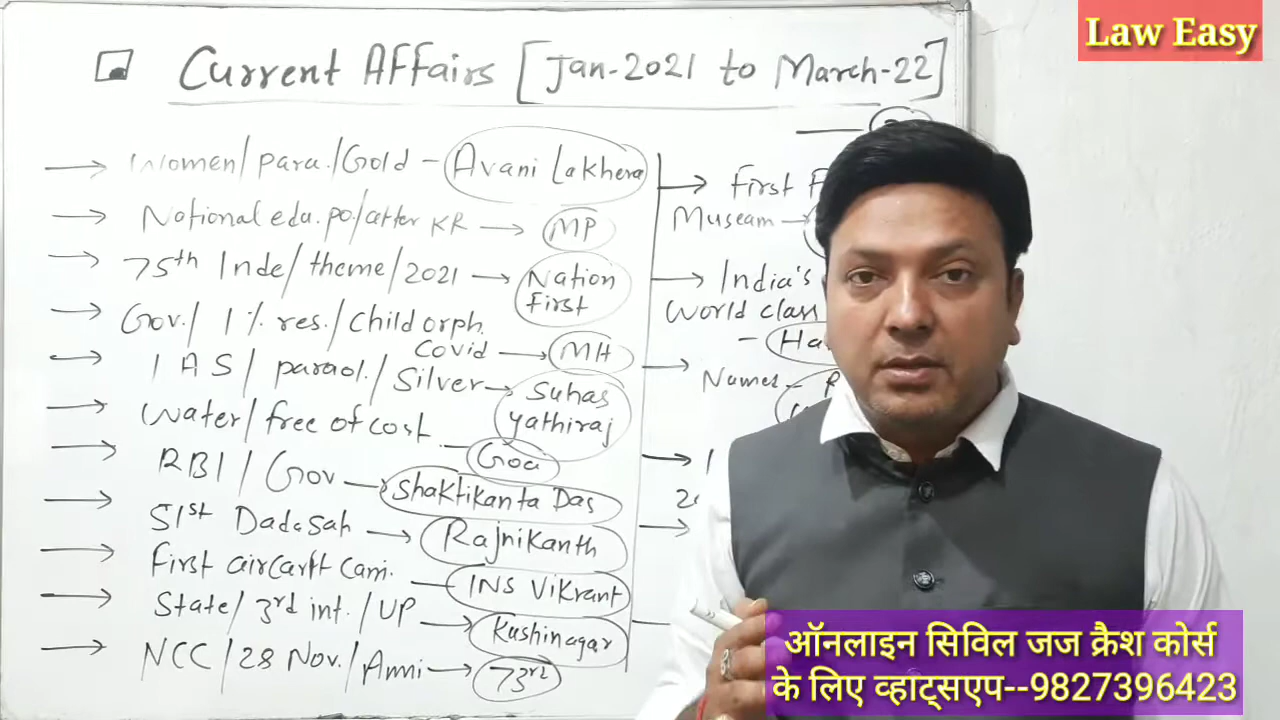 Law Easy
Current Affairs [Jan-2021 to March-22]
Women/para./Gold - Avani Lakhera
National edu. po/after KR → MP
75th Inde/theme/2021 → Nation First
Gov./1% res./child orph.
Covid → MH
IAS/paraol./Silver → Suhas Yathiraj
Water/free of cost - Goa
RBI/Gov → Shaktikanta Das
51st Dadasah → Rajnikanth
First aircartt carri. - INS Vikrant
State/3rd int./UP → Kushinagar
NCC/28 Nov./Anni → 73rd
First
Museam
India's
World class
Names
ऑनलाइन सिविल जज क्रैश कोर्स
के लिए व्हाट्सएप--9827396423